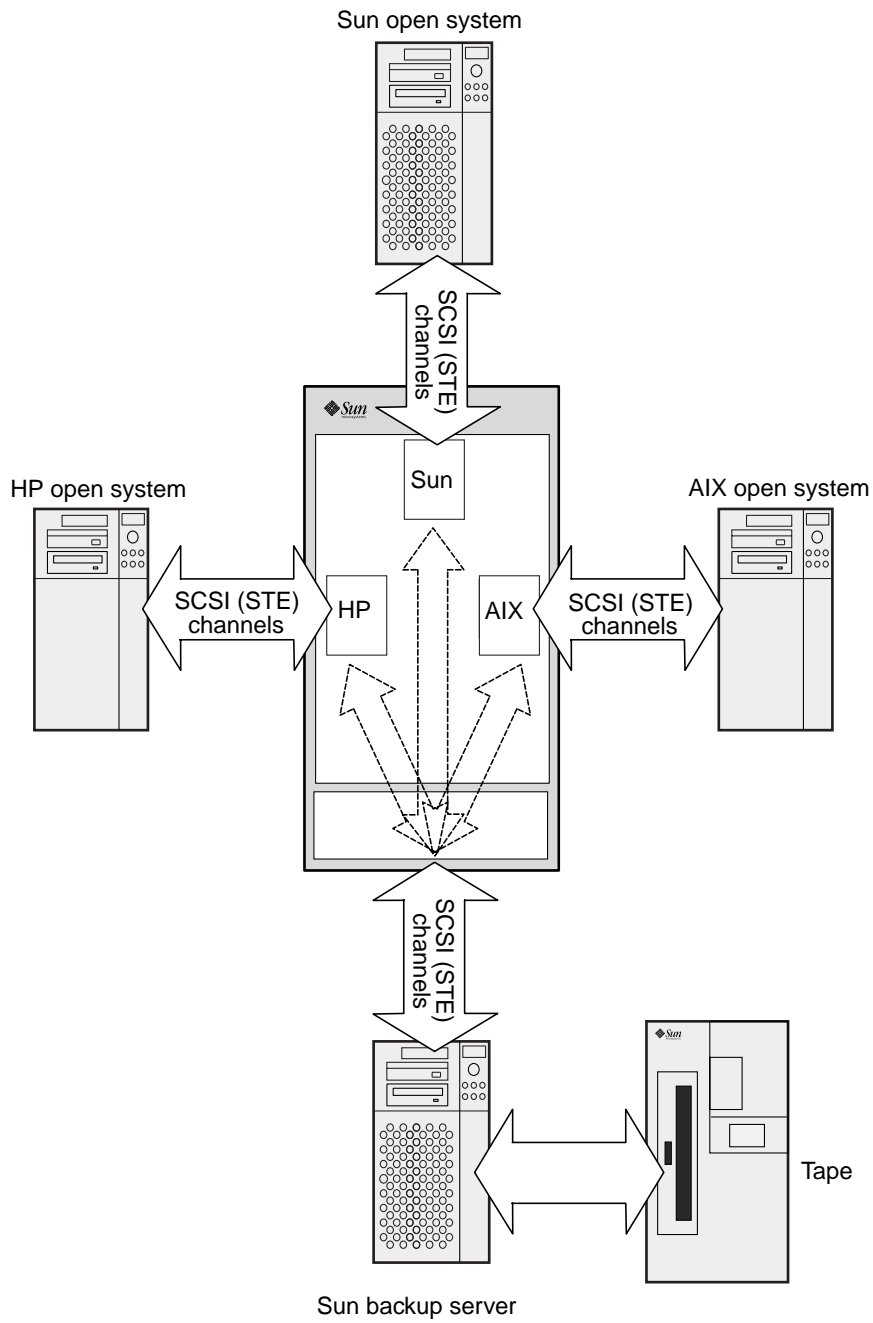 Sun open system
SCSI (STE)
channels
Sun
microsystems
Sun
HP open system
AIX open system
SCSI (STE)
channels
HP
AIX
SCSI (STE)
channels
SCSI (STE)
channels
Sun
Tape
Sun backup server